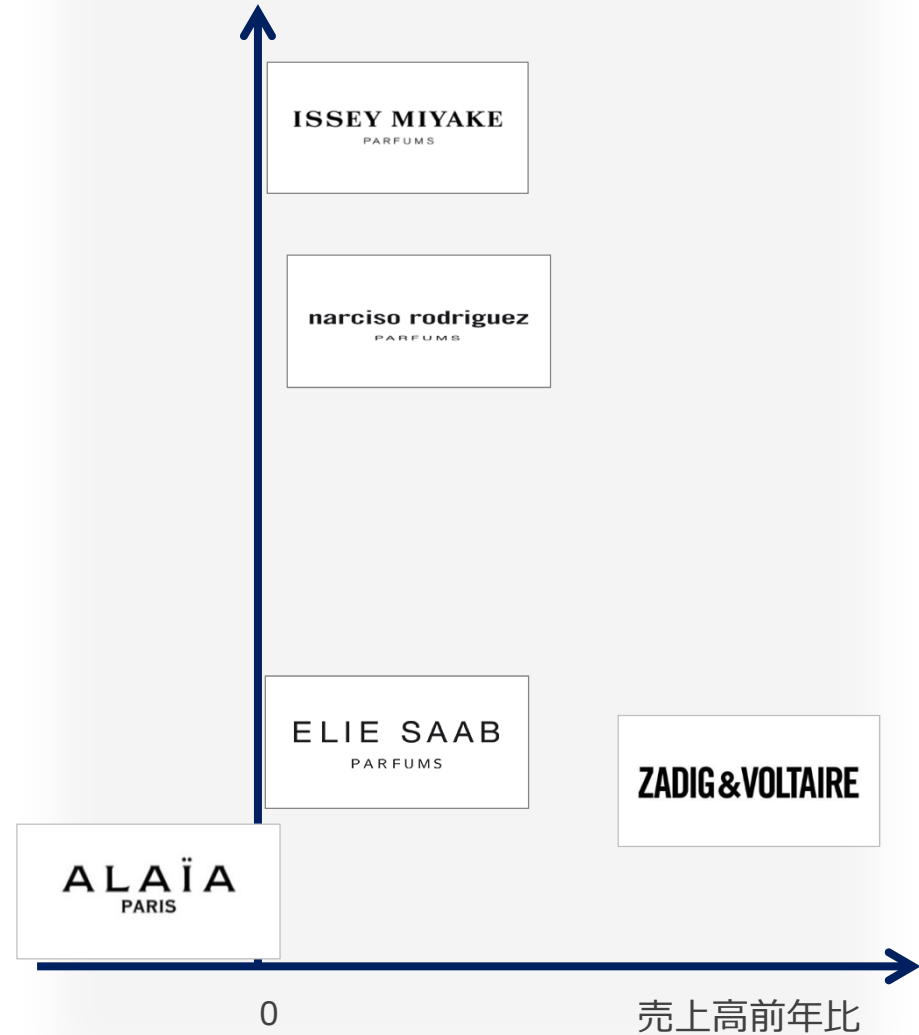 ISSEY MIYAKE
PARFUMS
narciso rodriguez
PARFUMS
ELIE SAAB
PARFUMS
ZADIG&VOLTAIRE
ALAÏA
PARIS
0
売上高前年比